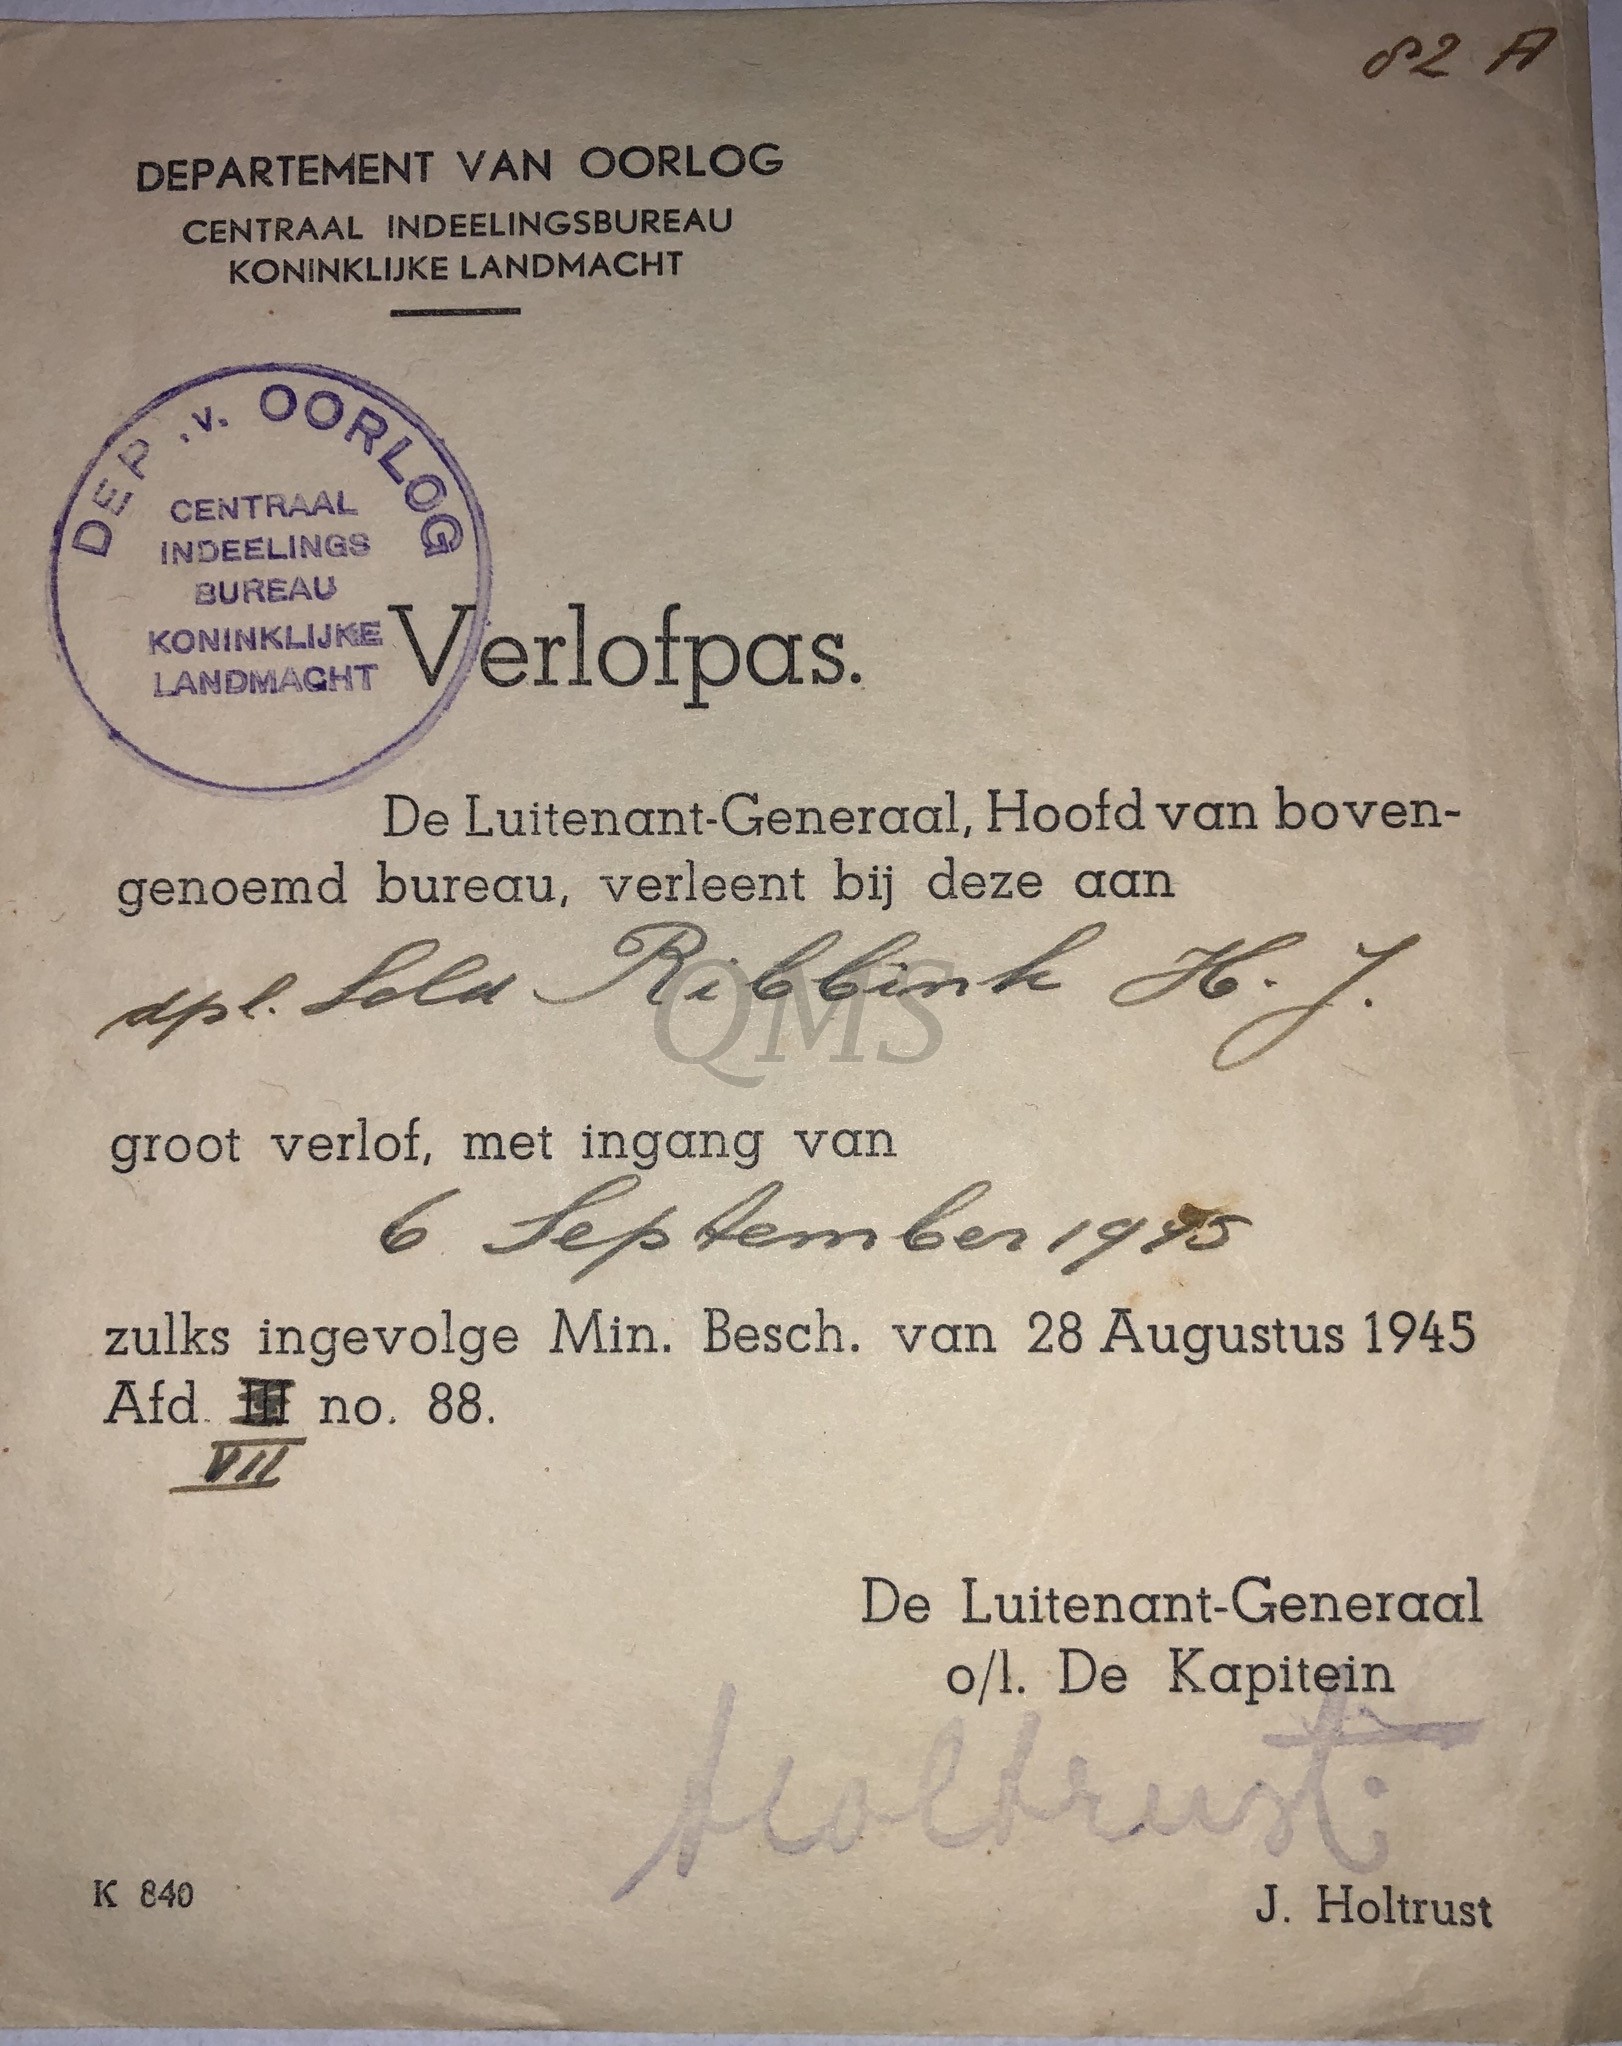 82 A
DEPARTEMENT VAN OORLOG
CENTRAAL INDEELINGSBUREAU
KONINKLIJKE LANDMACHT
DEP. v. OORLOG
CENTRAAL
INDEELINGS
BUREAU
KONINKLIJKE
LANDMACHT
Verlofpas.
De Luitenant-Generaal, Hoofd van boven-
genoemd bureau, verleent bij deze aan
dpl. Sold Ribbink H. J.
QMS
groot verlof, met ingang van
6 September 1945
zulks ingevolge Min. Besch. van 28 Augustus 1945
Afd. III no. 88.
VII
De Luitenant-Generaal
o/l. De Kapitein
Holtrust
J. Holtrust
K 840